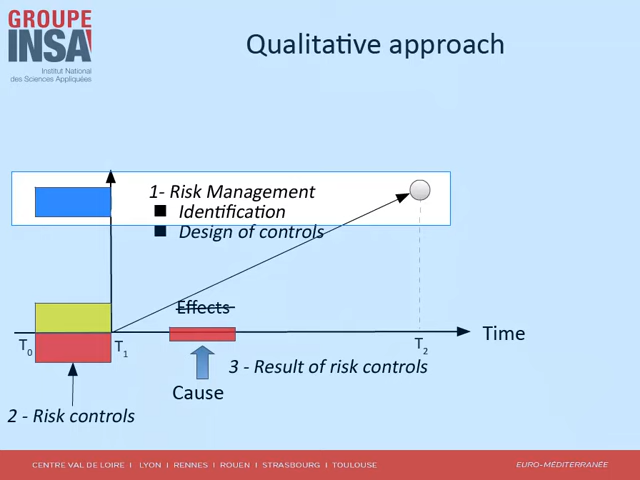 GROUPE
INSA
Institut National
des Sciences Appliquées
Qualitative approach
1- Risk Management
Identification
Design of controls
Effects
T0
T1
T2
Time
3 - Result of risk controls
Cause
2 - Risk controls
CENTRE VAL DE LOIRE I LYON I RENNES I ROUEN I STRASBOURG I TOULOUSE
EURO-MÉDITERRANÉE